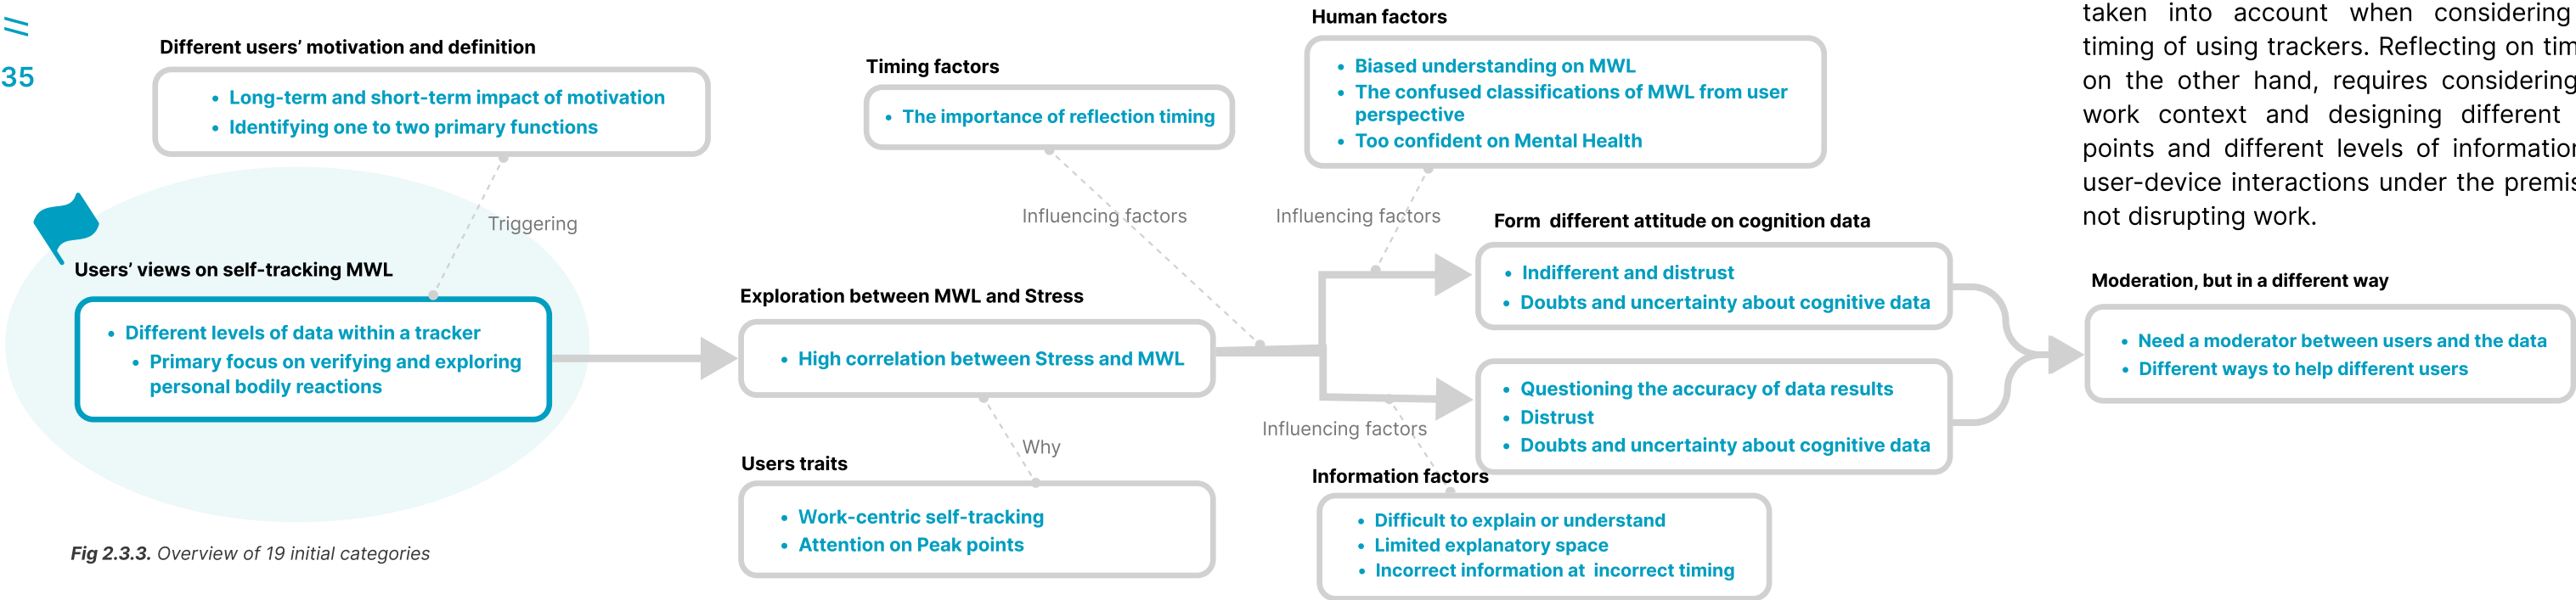 //
35
Different users’ motivation and definition
• Long-term and short-term impact of motivation
• Identifying one to two primary functions
Triggering
Users’ views on self-tracking MWL
• Different levels of data within a tracker
• Primary focus on verifying and exploring
personal bodily reactions
Fig 2.3.3. Overview of 19 initial categories
Timing factors
• The importance of reflection timing
Influencing factors
Exploration between MWL and Stress
• High correlation between Stress and MWL
Why
Users traits
• Work-centric self-tracking
• Attention on Peak points
Human factors
• Biased understanding on MWL
• The confused classifications of MWL from user
perspective
• Too confident on Mental Health
Influencing factors
Form different attitude on cognition data
• Indifferent and distrust
• Doubts and uncertainty about cognitive data
• Questioning the accuracy of data results
• Distrust
• Doubts and uncertainty about cognitive data
Influencing factors
Information factors
• Difficult to explain or understand
• Limited explanatory space
• Incorrect information at incorrect timing
taken into account when considering
timing of using trackers. Reflecting on
on the other hand, requires considering
work context and designing different
points and different levels of
user-device interactions under the
not disrupting work.
Moderation, but in a different way
• Need a moderator between users and the data
• Different ways to help different users